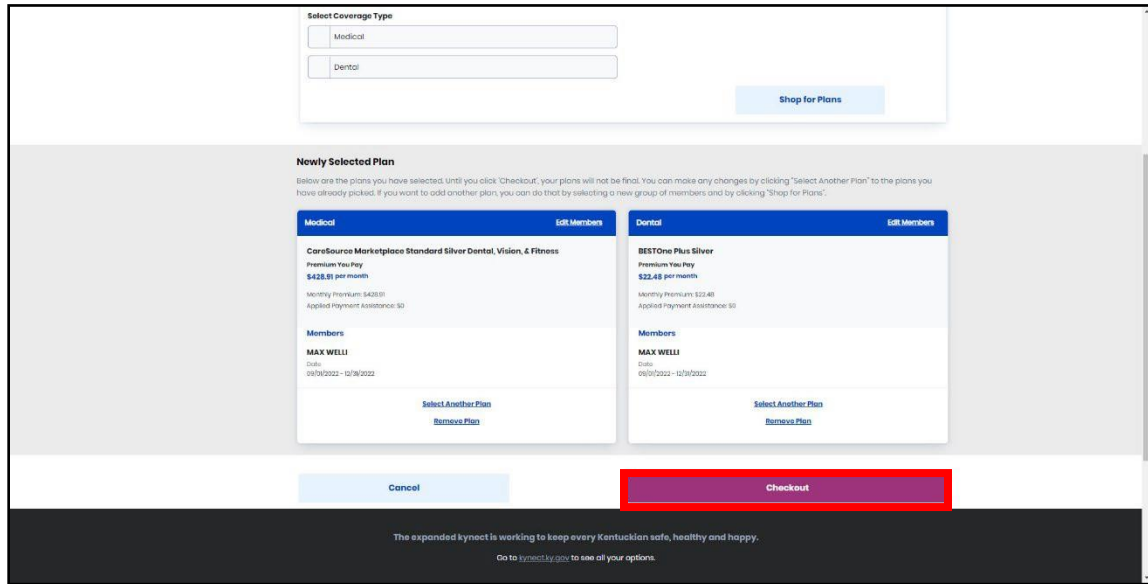 Select Coverage Type
Medical
Dental
Shop for Plans
Newly Selected Plan
Below are the plans you have selected. Until you click 'Checkout', your plans will not be final. You can make any changes by clicking "Select Another Plan" to the plans you
have already picked. If you want to add another plan, you can do that by selecting a new group of members and by clicking "Shop for Plans".
Medical Edit Members
CareSource Marketplace Standard Silver Dental, Vision, & Fitness
Premium You Pay
$428.91 per month
Monthly Premium: $428.91
Applied Payment Assistance: $0
Members
MAX WELLI
Date
09/01/2022 - 12/31/2022
Select Another Plan
Remove Plan
Dental Edit Members
BESTOne Plus Silver
Premium You Pay
$22.48 per month
Monthly Premium: $22.48
Applied Payment Assistance: $0
Members
MAX WELLI
Date
09/01/2022 - 12/31/2022
Select Another Plan
Remove Plan
Cancel
Checkout
The expanded kynect is working to keep every Kentuckian safe, healthy and happy.
Go to kynect.ky.gov to see all your options.